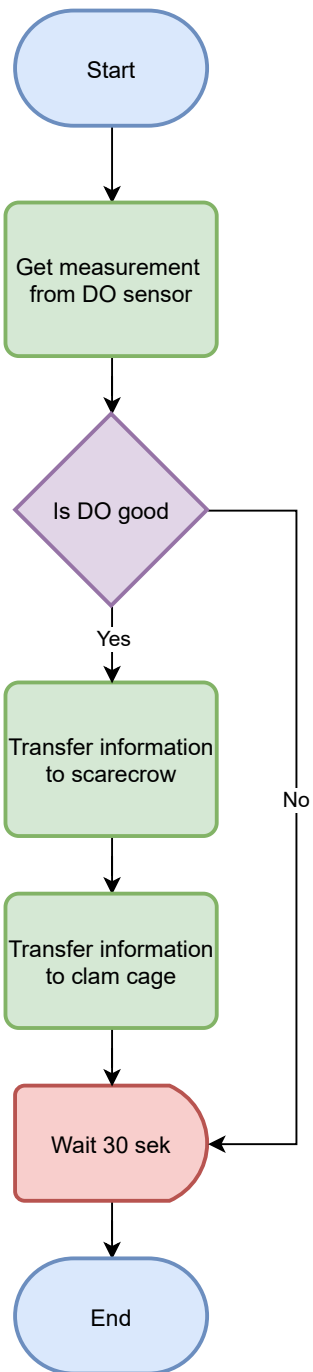 Start
Get measurement
from DO sensor
Is DO good
Yes
Transfer information
to scarecrow
No
Transfer information
to clam cage
Wait 30 sek
End